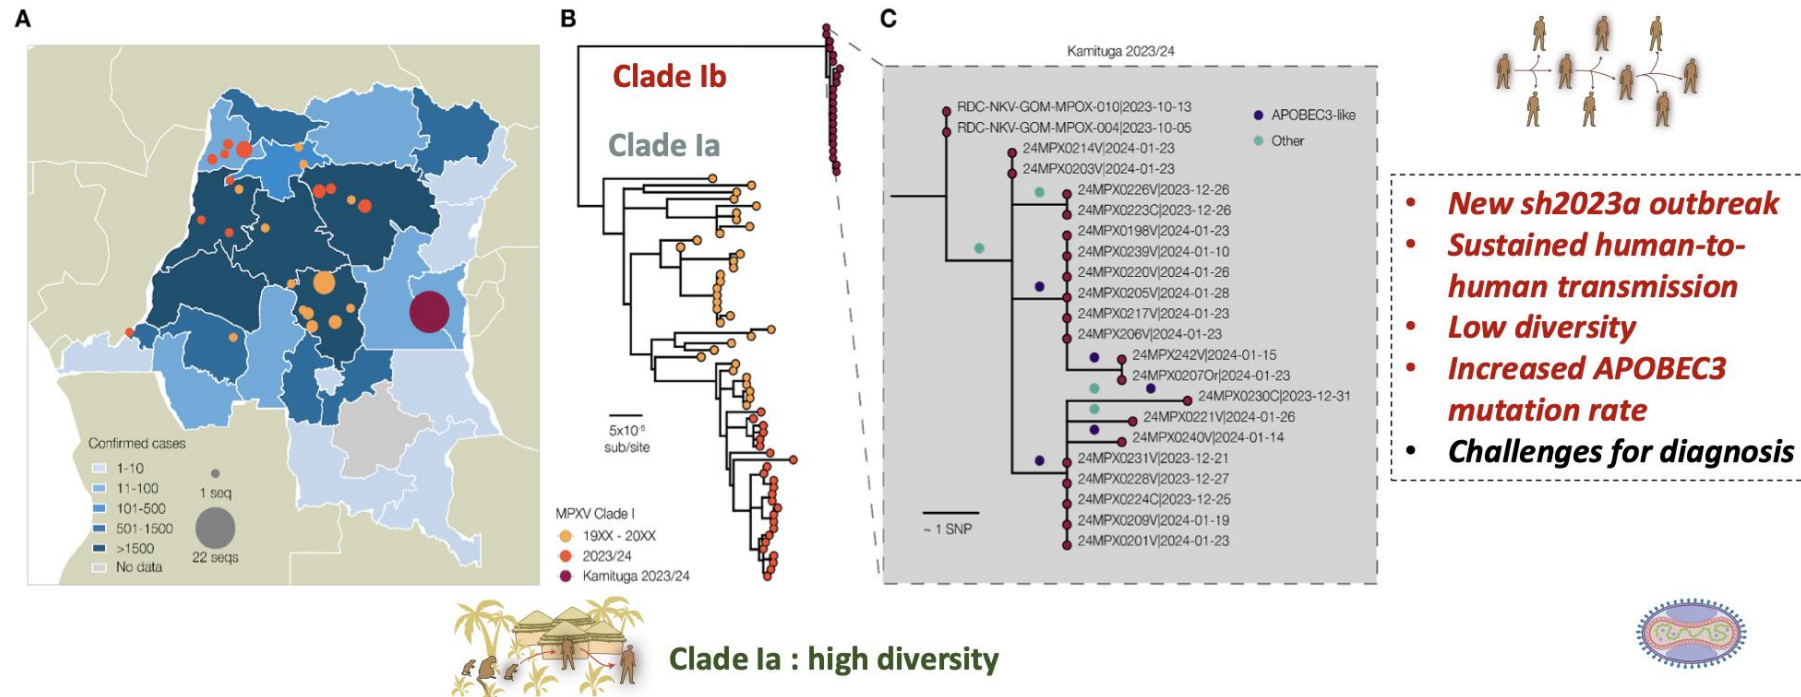 A
Confirmed cases
1-10
11-100
101-500
501-1500
>1500
No data
1 seq
22 seqs
B
Clade Ib
Clade Ia
5x10⁻⁵
sub/site
MPXV Clade I
19XX - 20XX
2023/24
Kamituga 2023/24
C
Kamituga 2023/24
RDC-NKV-GOM-MPOX-010|2023-10-13
RDC-NKV-GOM-MPOX-004|2023-10-05
24MPX0214V|2024-01-23
24MPX0203V|2024-01-23
24MPX0226V|2023-12-26
24MPX0223C|2023-12-26
24MPX0198V|2024-01-23
24MPX0239V|2024-01-10
24MPX0220V|2024-01-26
24MPX0205V|2024-01-28
24MPX0217V|2024-01-23
24MPX206V|2024-01-23
24MPX242V|2024-01-15
24MPX0207Or|2024-01-23
24MPX0230C|2023-12-31
24MPX0221V|2024-01-26
24MPX0240V|2024-01-14
24MPX0231V|2023-12-21
24MPX0228V|2023-12-27
24MPX0224C|2023-12-25
24MPX0209V|2024-01-19
24MPX0201V|2024-01-23
APOBEC3-like
Other
~ 1 SNP
• New sh2023a outbreak
• Sustained human-to-
human transmission
• Low diversity
• Increased APOBEC3
mutation rate
• Challenges for diagnosis
Clade Ia : high diversity